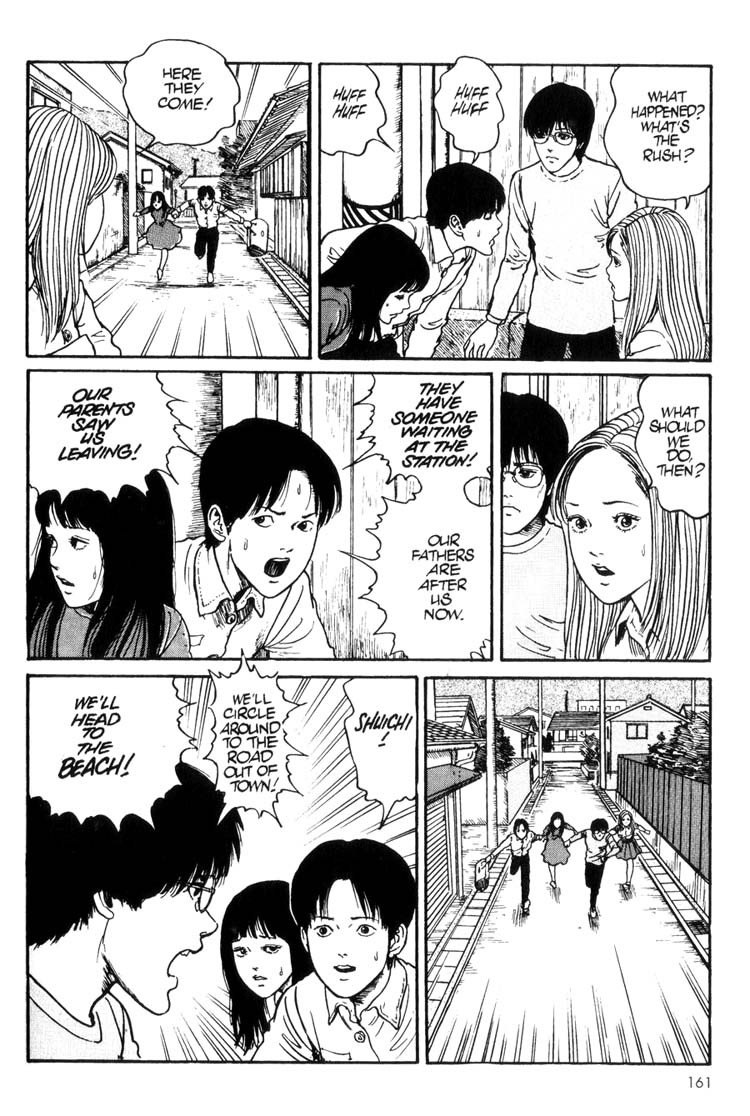 HERE
THEY
COME!
HUFF
HUFF
HUFF
HUFF
WHAT
HAPPENED?
WHAT'S
THE
RUSH?
OUR
PARENTS
SAW
US
LEAVING!
THEY
HAVE
SOMEONE
WAITING
AT THE
STATION!
OUR
FATHERS
ARE
AFTER
US
NOW.
WHAT
SHOULD
WE
DO,
THEN?
WE'LL
HEAD
TO
THE
BEACH!
WE'LL
CIRCLE
AROUND
TO THE
ROAD
OUT OF
TOWN!
SHUICHI
!
161